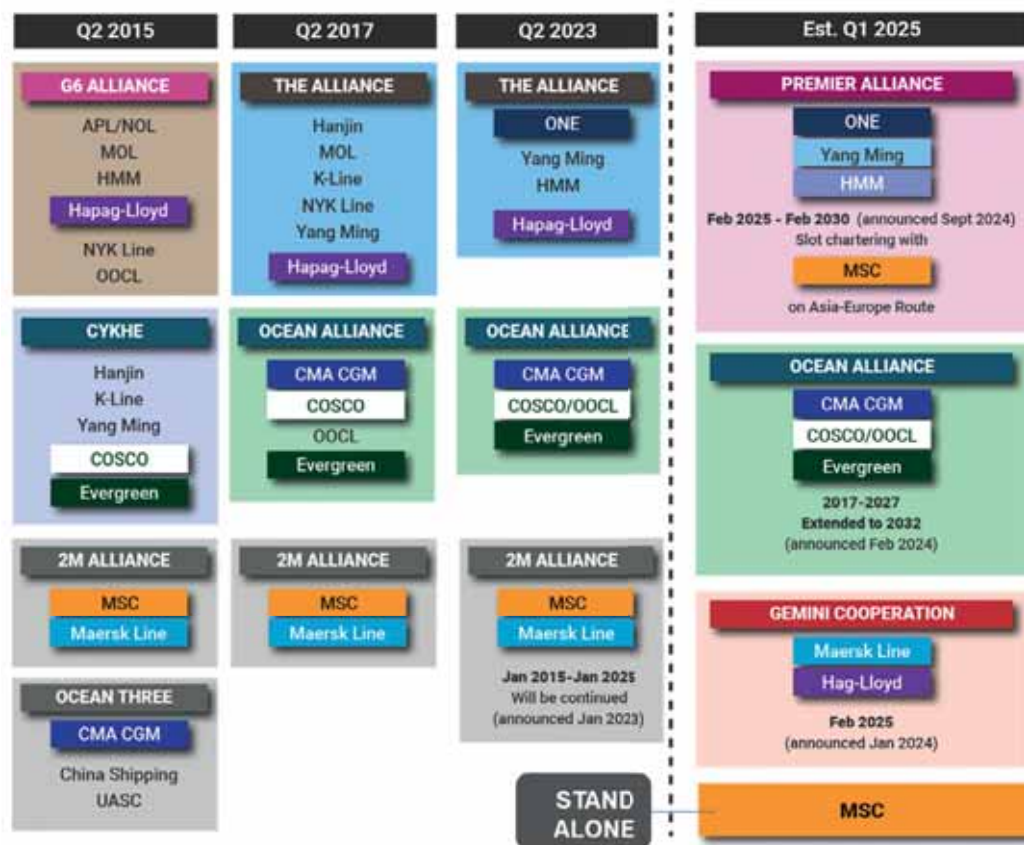 Q2 2015
G6 ALLIANCE
APL/NOL
MOL
HMM
Hapag-Lloyd
NYK Line
OOCL
CYKHE
Hanjin
K-Line
Yang Ming
COSCO
Evergreen
2M ALLIANCE
MSC
Maersk Line
OCEAN THREE
CMA CGM
China Shipping
UASC
Q2 2017
THE ALLIANCE
Hanjin
MOL
K-Line
NYK Line
Yang Ming
Hapag-Lloyd
OCEAN ALLIANCE
CMA CGM
COSCO
OOCL
Evergreen
2M ALLIANCE
MSC
Maersk Line
Q2 2023
THE ALLIANCE
ONE
Yang Ming
HMM
Hapag-Lloyd
OCEAN ALLIANCE
CMA CGM
COSCO/OOCL
Evergreen
2M ALLIANCE
MSC
Maersk Line
Jan 2015-Jan 2025
Will be continued
(announced Jan 2023)
Est. Q1 2025
PREMIER ALLIANCE
ONE
Yang Ming
HMM
Feb 2025 - Feb 2030 (announced Sept 2024)
Slot chartering with
MSC
on Asia-Europe Route
OCEAN ALLIANCE
CMA CGM
COSCO/OOCL
Evergreen
2017-2027
Extended to 2032
(announced Feb 2024)
GEMINI COOPERATION
Maersk Line
Hag-Lloyd
Feb 2025
(announced Jan 2024)
STAND
ALONE
MSC